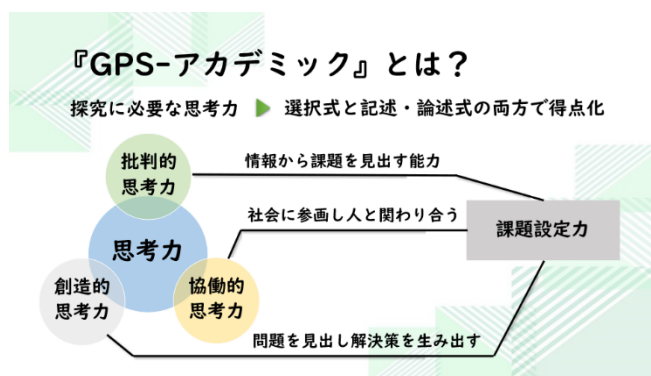 『GPS-アカデミック』とは？
探究に必要な思考力 ▶ 選択式と記述・論述式の両方で得点化
批判的
思考力
情報から課題を見出す能力
思考力
社会に参画し人と関わり合う
課題設定力
創造的
思考力
協働的
思考力
問題を見出し解決策を生み出す